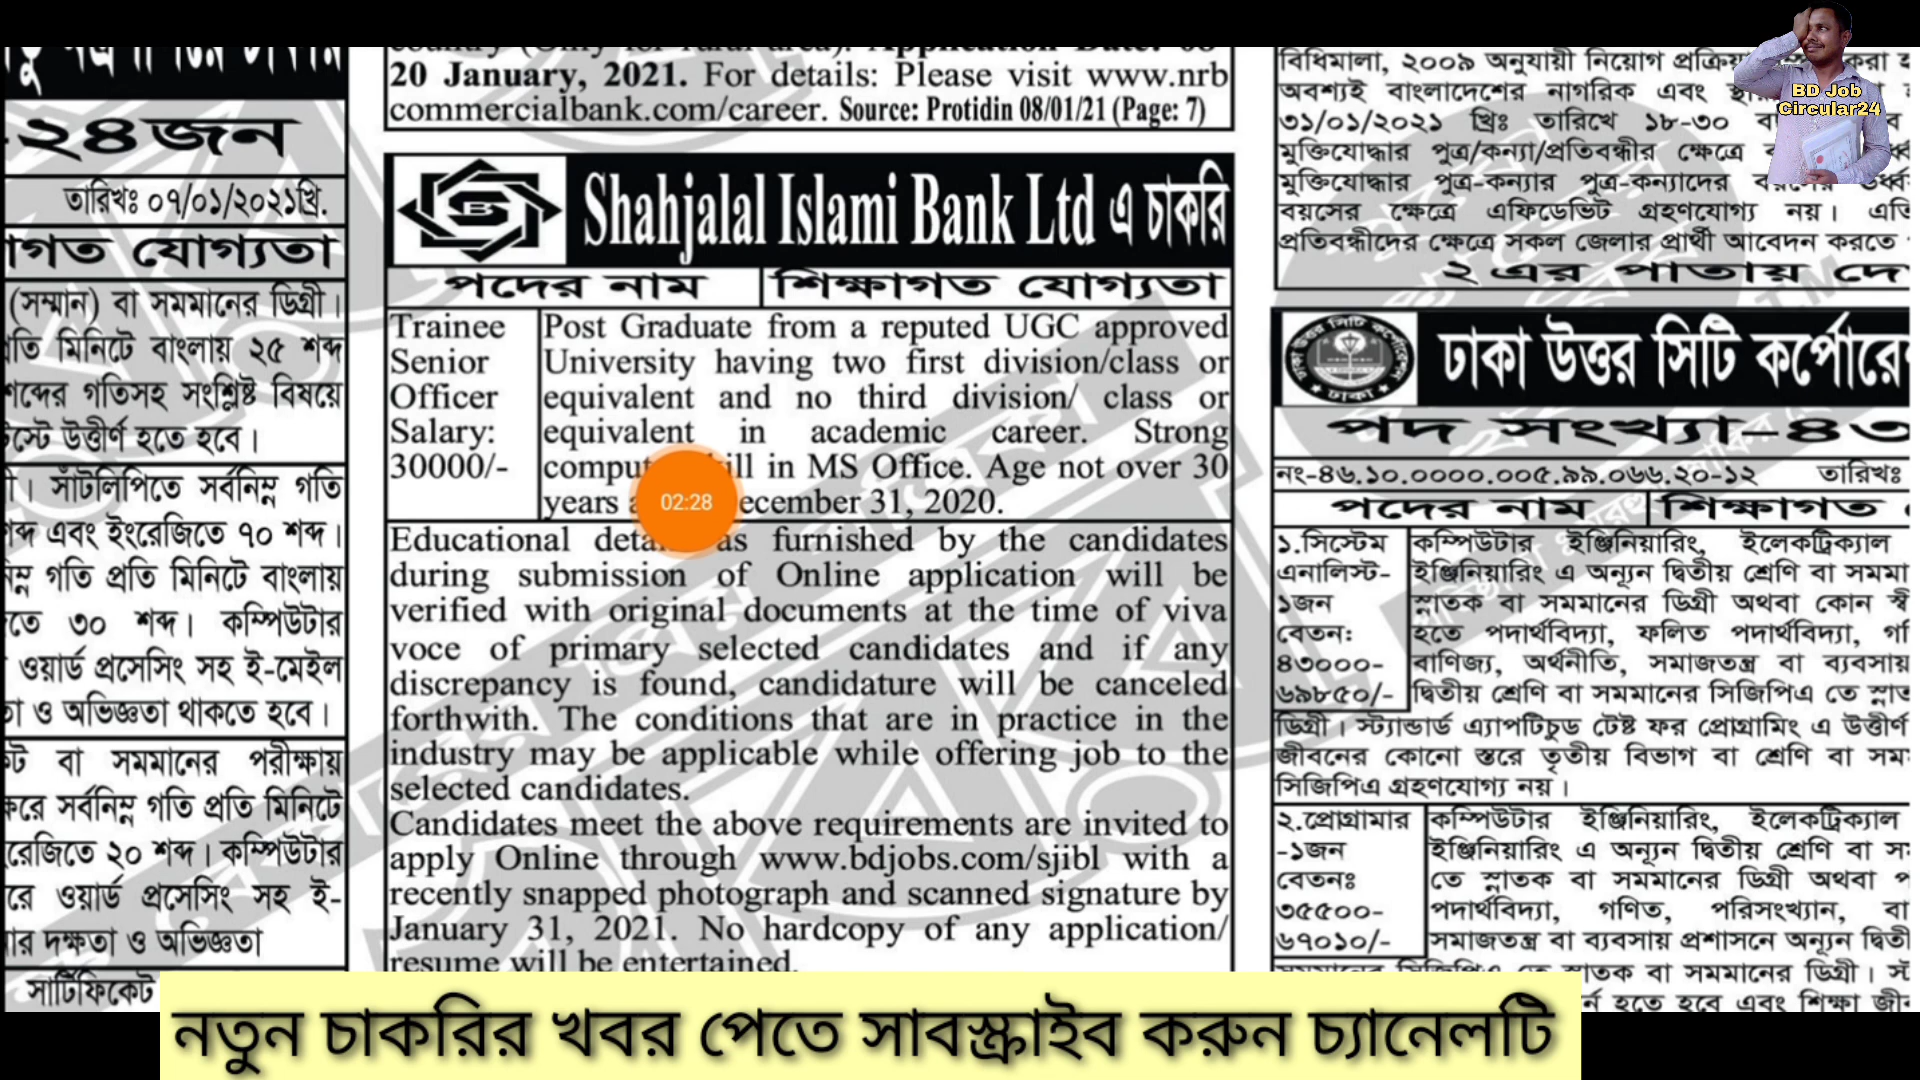 ২৪জন
তারিখঃ ০৭/০১/২০২১খ্রি.
যোগ্যতা
(সম্মান) বা সমমানের ডিগ্রী।
মিনিটে বাংলায় ২৫ শব্দ
গতিসহ সংশ্লিষ্ট বিষয়ে
উত্তীর্ণ হতে হবে।
সাঁটলিপিতে সর্বনিম্ন গতি
এবং ইংরেজিতে ৭০ শব্দ।
গতি প্রতি মিনিটে বাংলায়
৩০ শব্দ। কম্পিউটার
ওয়ার্ড প্রসেসিং সহ ই-মেইল
ও অভিজ্ঞতা থাকতে হবে।
বা সমমানের পরীক্ষায়
সর্বনিম্ন গতি প্রতি মিনিটে
২০ শব্দ। কম্পিউটার
ওয়ার্ড প্রসেসিং সহ ই-
দক্ষতা ও অভিজ্ঞতা
সার্টিফিকেট
20 January, 2021. For details: Please visit www.nrb
commercialbank.com/career. Source: Protidin 08/01/21 (Page: 7)
Shahjalal Islami Bank Ltd এ চাকরি
পদের নাম শিক্ষাগত যোগ্যতা
Trainee
Senior
Officer
Salary:
30000/-
Post Graduate from a reputed UGC approved
University having two first division/class or
equivalent and no third division/ class or
equivalent in academic career. Strong
in MS Office. Age not over 30
years 31, 2020.
02:28
Educational as furnished by the candidates
during submission of Online application will be
verified with original documents at the time of viva
voce of primary selected candidates and if any
discrepancy is found, candidature will be canceled
forthwith. The conditions that are in practice in the
industry may be applicable while offering job to the
selected candidates.
Candidates meet the above requirements are invited to
apply Online through www.bdjobs.com/sjibl with a
recently snapped photograph and scanned signature by
January 31, 2021. No hardcopy of any application/
resume will be entertained.
বিধিমালা, ২০০৯ অনুযায়ী নিয়োগ
অবশ্যই বাংলাদেশের নাগরিক এবং
৩১/০১/২০২১ খ্রিঃ তারিখে ১৮-৩০
মুক্তিযোদ্ধার পুত্র/কন্যা/প্রতিবন্ধীর ক্ষেত্রে
মুক্তিযোদ্ধার পুত্র-কন্যার পুত্র-কন্যাদের
বয়সের ক্ষেত্রে এফিডেভিট গ্রহণযোগ্য নয়।
প্রতিবন্ধীদের ক্ষেত্রে সকল জেলার প্রার্থী আবেদন করতে
২ এর পাতায়
BD Job
Circular24
ঢাকা উত্তর সিটি
পদ সংখ্যা-৪৩
নং-৪৬.১০.০০০০.০০৫.৯৯.০৬৬.২০-১২ তারিখঃ
পদের নাম শিক্ষাগত
১.সিস্টেম
এনালিস্ট-
১জন
বেতন:
৪৩০০০-
৬৯৮৫০/-
কম্পিউটার ইঞ্জিনিয়ারিং, ইলেকট্রিক্যাল
ইঞ্জিনিয়ারিং এ অন্যূন দ্বিতীয় শ্রেণি বা
স্নাতক বা সমমানের ডিগ্রী অথবা কোন
হতে পদার্থবিদ্যা, ফলিত পদার্থবিদ্যা,
বাণিজ্য, অর্থনীতি, সমাজতন্ত্র বা ব্যবসায়
দ্বিতীয় শ্রেণি বা সমমানের সিজিপিএ তে
ডিগ্রী। স্ট্যান্ডার্ড এ্যাপটিচুড টেষ্ট ফর প্রোগ্রামিং এ উত্তীর্ণ
জীবনের কোনো স্তরে তৃতীয় বিভাগ বা শ্রেণি বা
সিজিপিএ গ্রহণযোগ্য নয়।
২.প্রোগ্রামার
-১জন
বেতনঃ
৩৫৫০০-
৬৭০১০/-
কম্পিউটার ইঞ্জিনিয়ারিং, ইলেকট্রিক্যাল
ইঞ্জিনিয়ারিং এ অন্যূন দ্বিতীয় শ্রেণি বা
তে স্নাতক বা সমমানের ডিগ্রী অথবা
পদার্থবিদ্যা, গণিত, পরিসংখ্যান, বা
সমাজতন্ত্র বা ব্যবসায় প্রশাসনে অন্যূন
বা সমমানের ডিগ্রী।
হতে হবে এবং শিক্ষা
নতুন চাকরির খবর পেতে সাবস্ক্রাইব করুন চ্যানেলটি